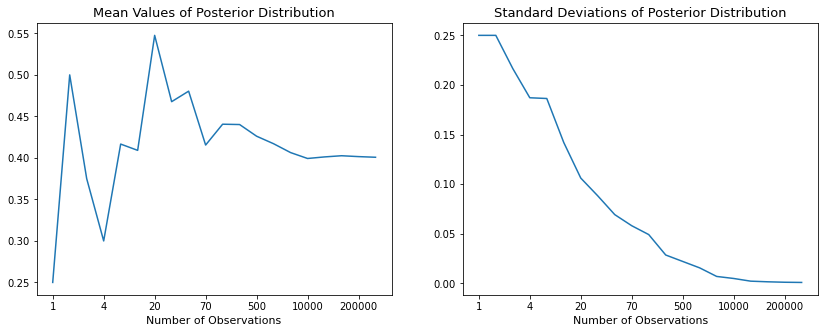 Mean Values of Posterior Distribution
0.55
0.50
0.45
0.40
0.35
0.30
0.25
1 4 20 70 500 10000 200000
Number of Observations
Standard Deviations of Posterior Distribution
0.25
0.20
0.15
0.10
0.05
0.00
1 4 20 70 500 10000 200000
Number of Observations